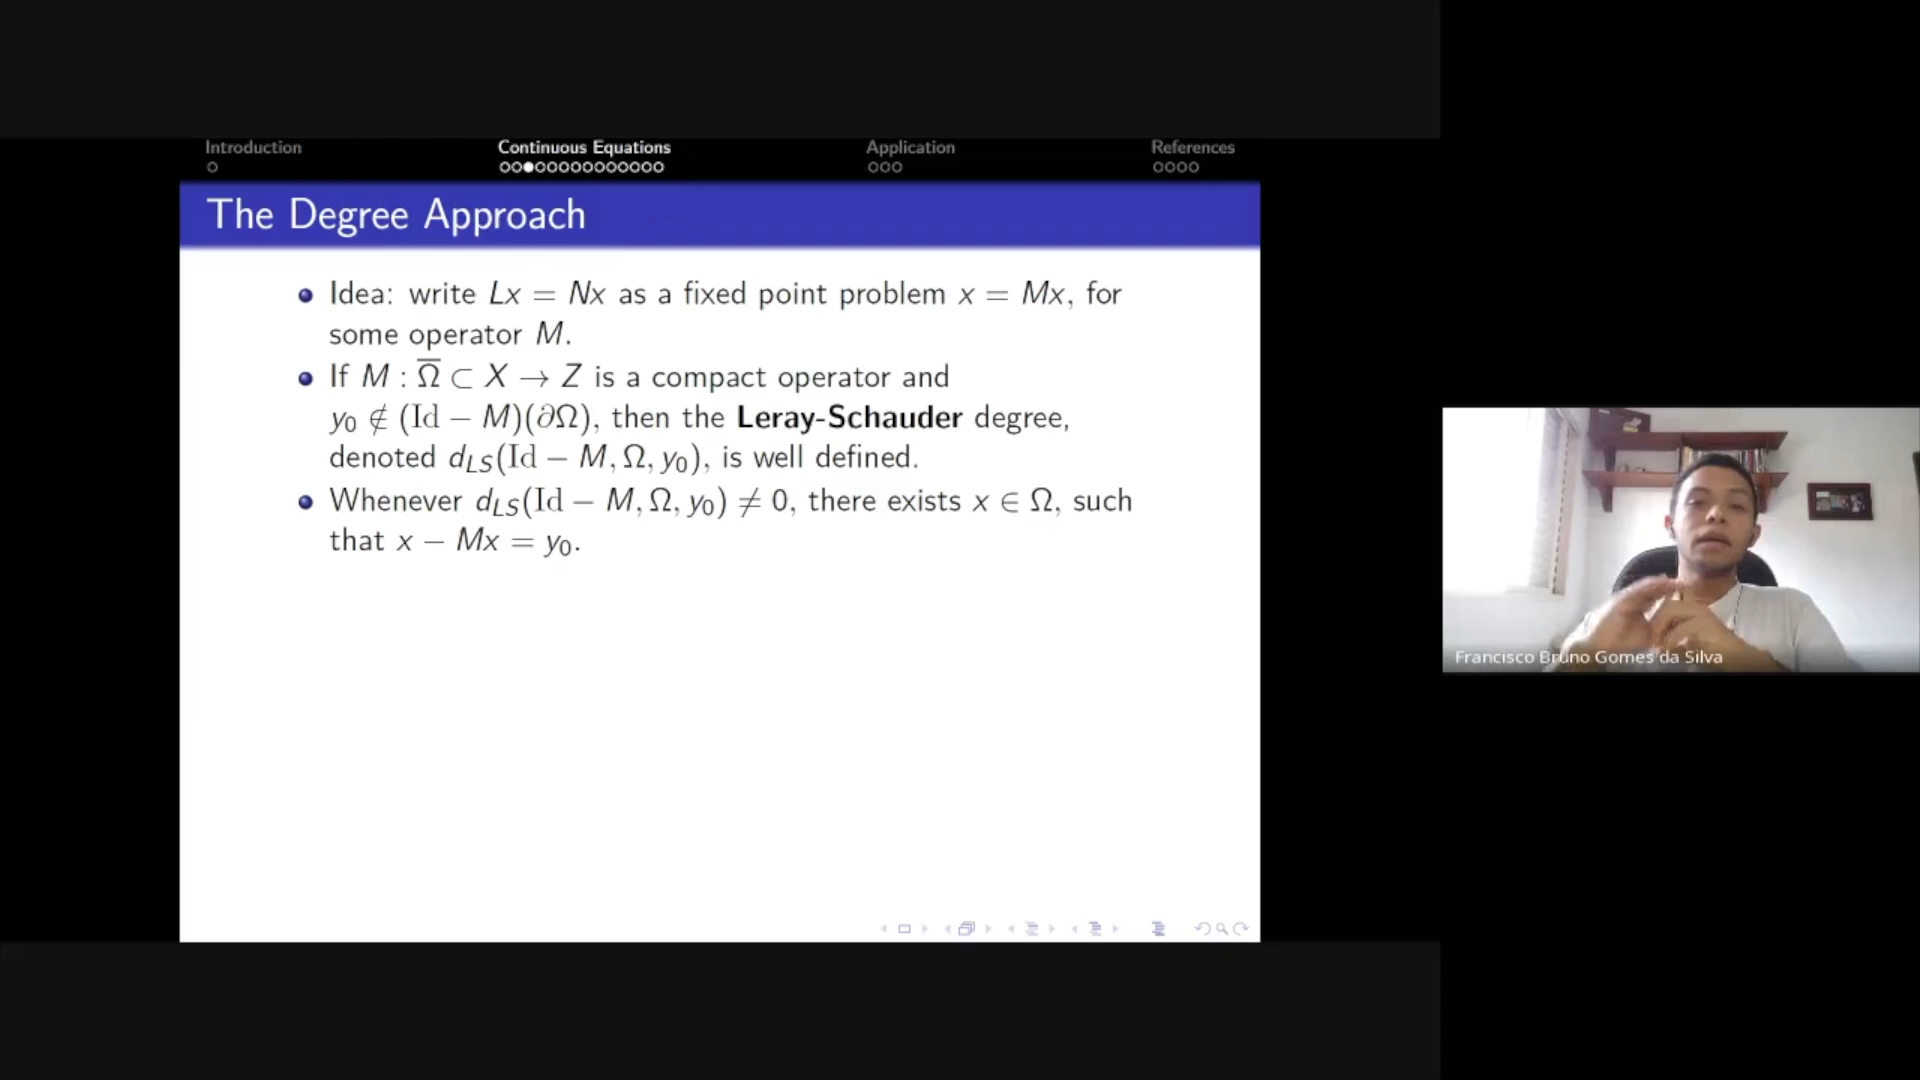 Introduction
Continuous Equations
Application
References
The Degree Approach
Idea: write Lx = Nx as a fixed point problem x = Mx, for
some operator M.
If M : Ω̅ ⊂ X → Z is a compact operator and
y₀ ∉ (Id − M)(∂Ω), then the Leray-Schauder degree,
denoted d_LS(Id − M, Ω, y₀), is well defined.
Whenever d_LS(Id − M, Ω, y₀) ≠ 0, there exists x ∈ Ω, such
that x − Mx = y₀.
Francisco Bruno Gomes da Silva